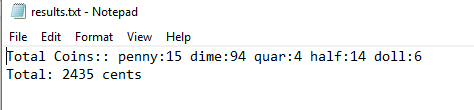 results.txt - Notepad
File Edit Format View Help
Total Coins:: penny:15 dime:94 quar:4 half:14 doll:6
Total: 2435 cents